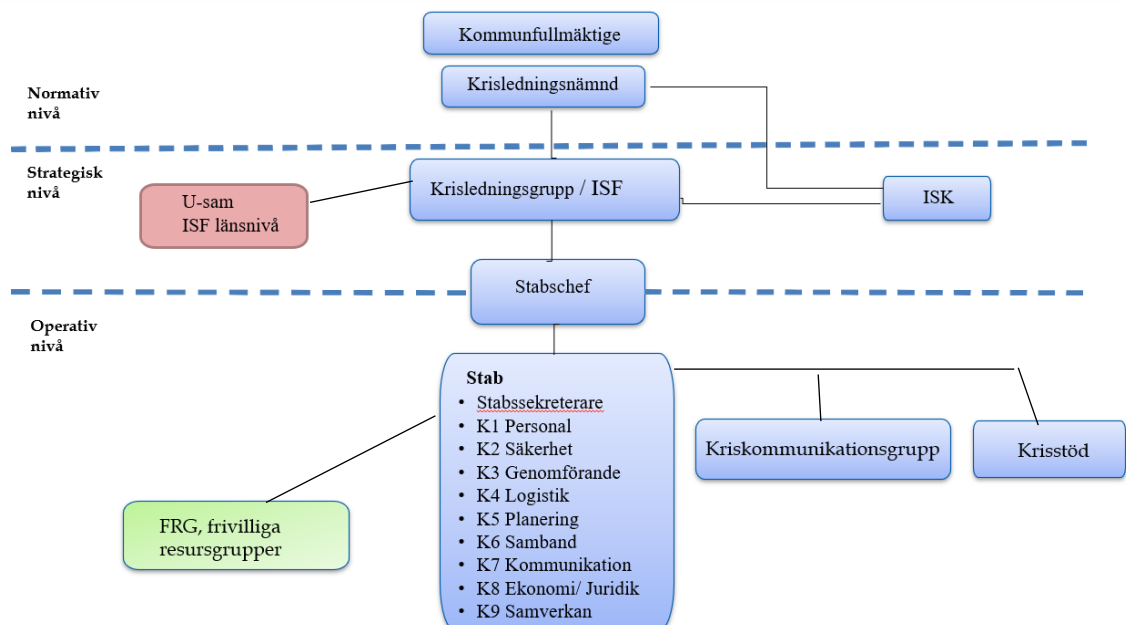 Kommunfullmäktige
Krisledningsnämnd
Normativ
nivå
Strategisk
nivå
Krisledningsgrupp / ISF
U-sam
ISF länsnivå
ISK
Stabschef
Operativ
nivå
Stab
• Stabssekreterare
• K1 Personal
• K2 Säkerhet
• K3 Genomförande
• K4 Logistik
• K5 Planering
• K6 Samband
• K7 Kommunikation
• K8 Ekonomi/ Juridik
• K9 Samverkan
Kriskommunikationsgrupp
Krisstöd
FRG, frivilliga
resursgrupper